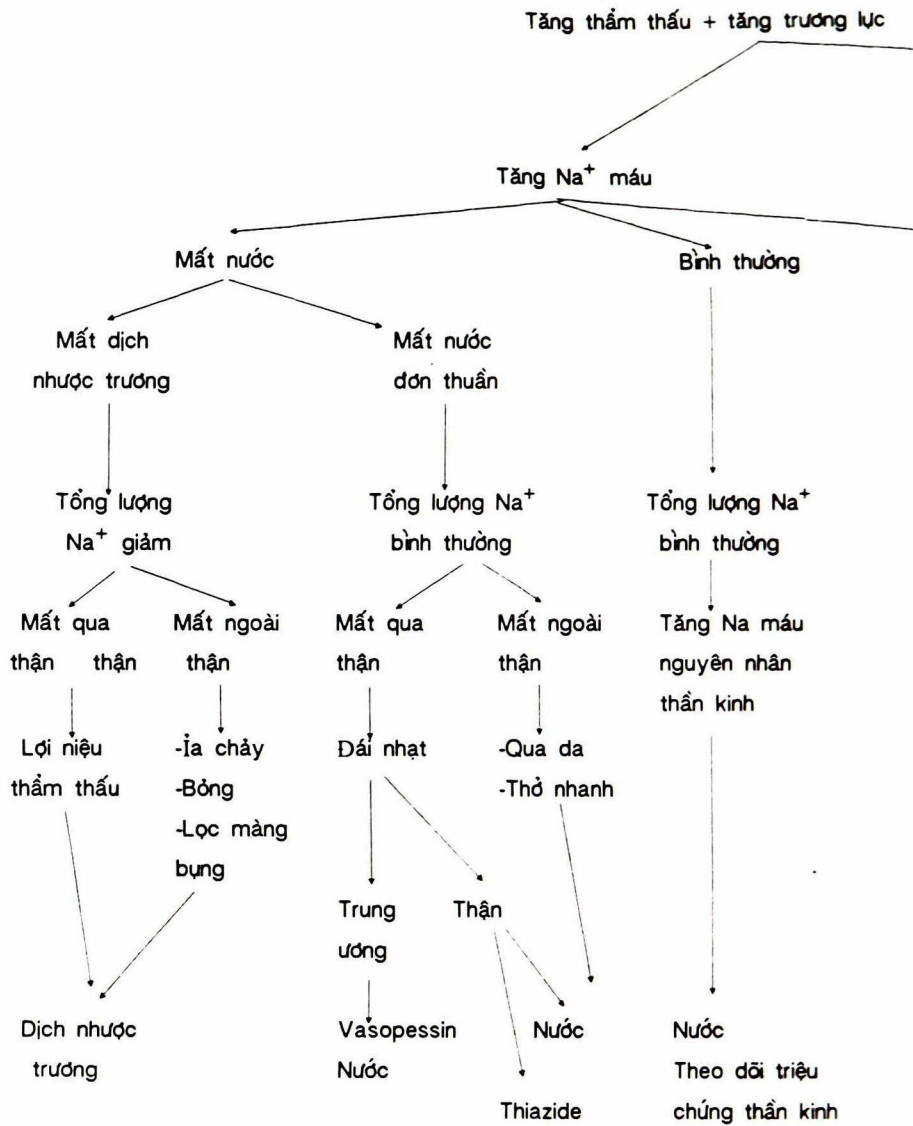 Tăng thẩm thấu + tăng trương lực
Tăng Na⁺ máu
Mất nước
Bình thường
Mất dịch
nhược trương
Mất nước
đơn thuần
Tổng lượng
Na⁺ giảm
Tổng lượng Na⁺
bình thường
Tổng lượng Na⁺
bình thường
Mất qua
thận thận
Mất ngoài
thận
Mất qua
thận
Mất ngoài
thận
Tăng Na máu
nguyên nhân
thần kinh
Lợi niệu
thẩm thấu
-Ỉa chảy
-Bỏng
-Lọc màng
bụng
Đái nhạt
-Qua da
-Thở nhanh
Trung
ương
Thận
Dịch nhược
trương
Vasopessin
Nước
Nước
Thiazide
Nước
Theo dõi triệu
chứng thần kinh